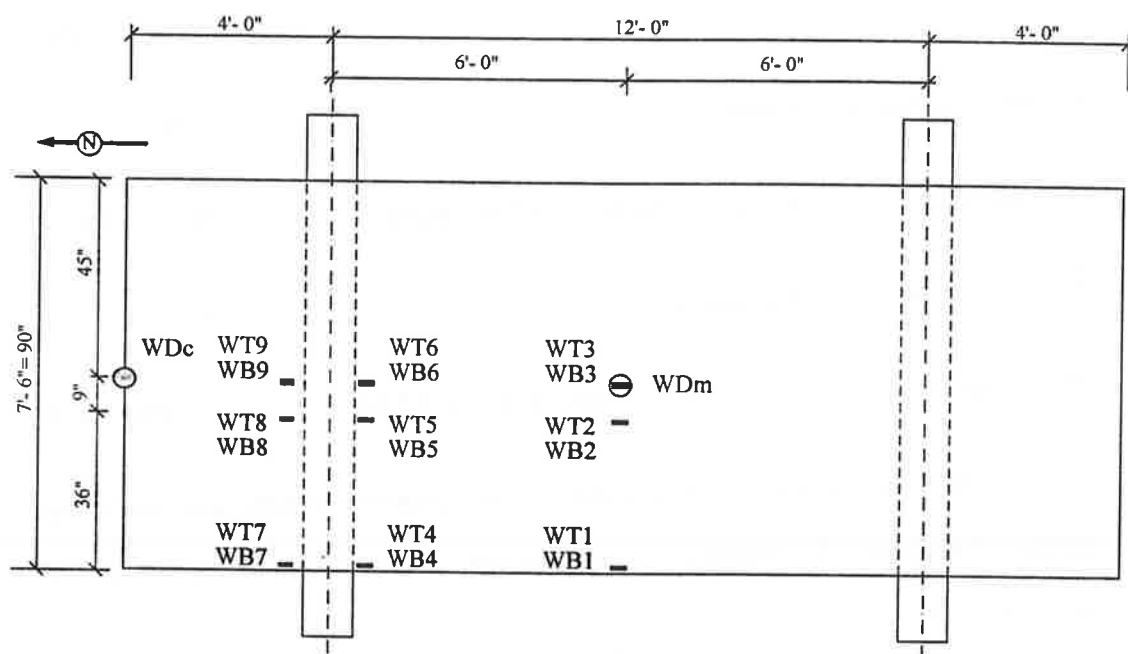 4'- 0"
12'- 0"
4'- 0"
6'- 0"
6'- 0"
N
7'- 6"= 90"
45"
9"
36"
WDc
WT9
WB9
WT6
WB6
WT3
WB3
WDm
WT8
WB8
WT5
WB5
WT2
WB2
WT7
WB7
WT4
WB4
WT1
WB1